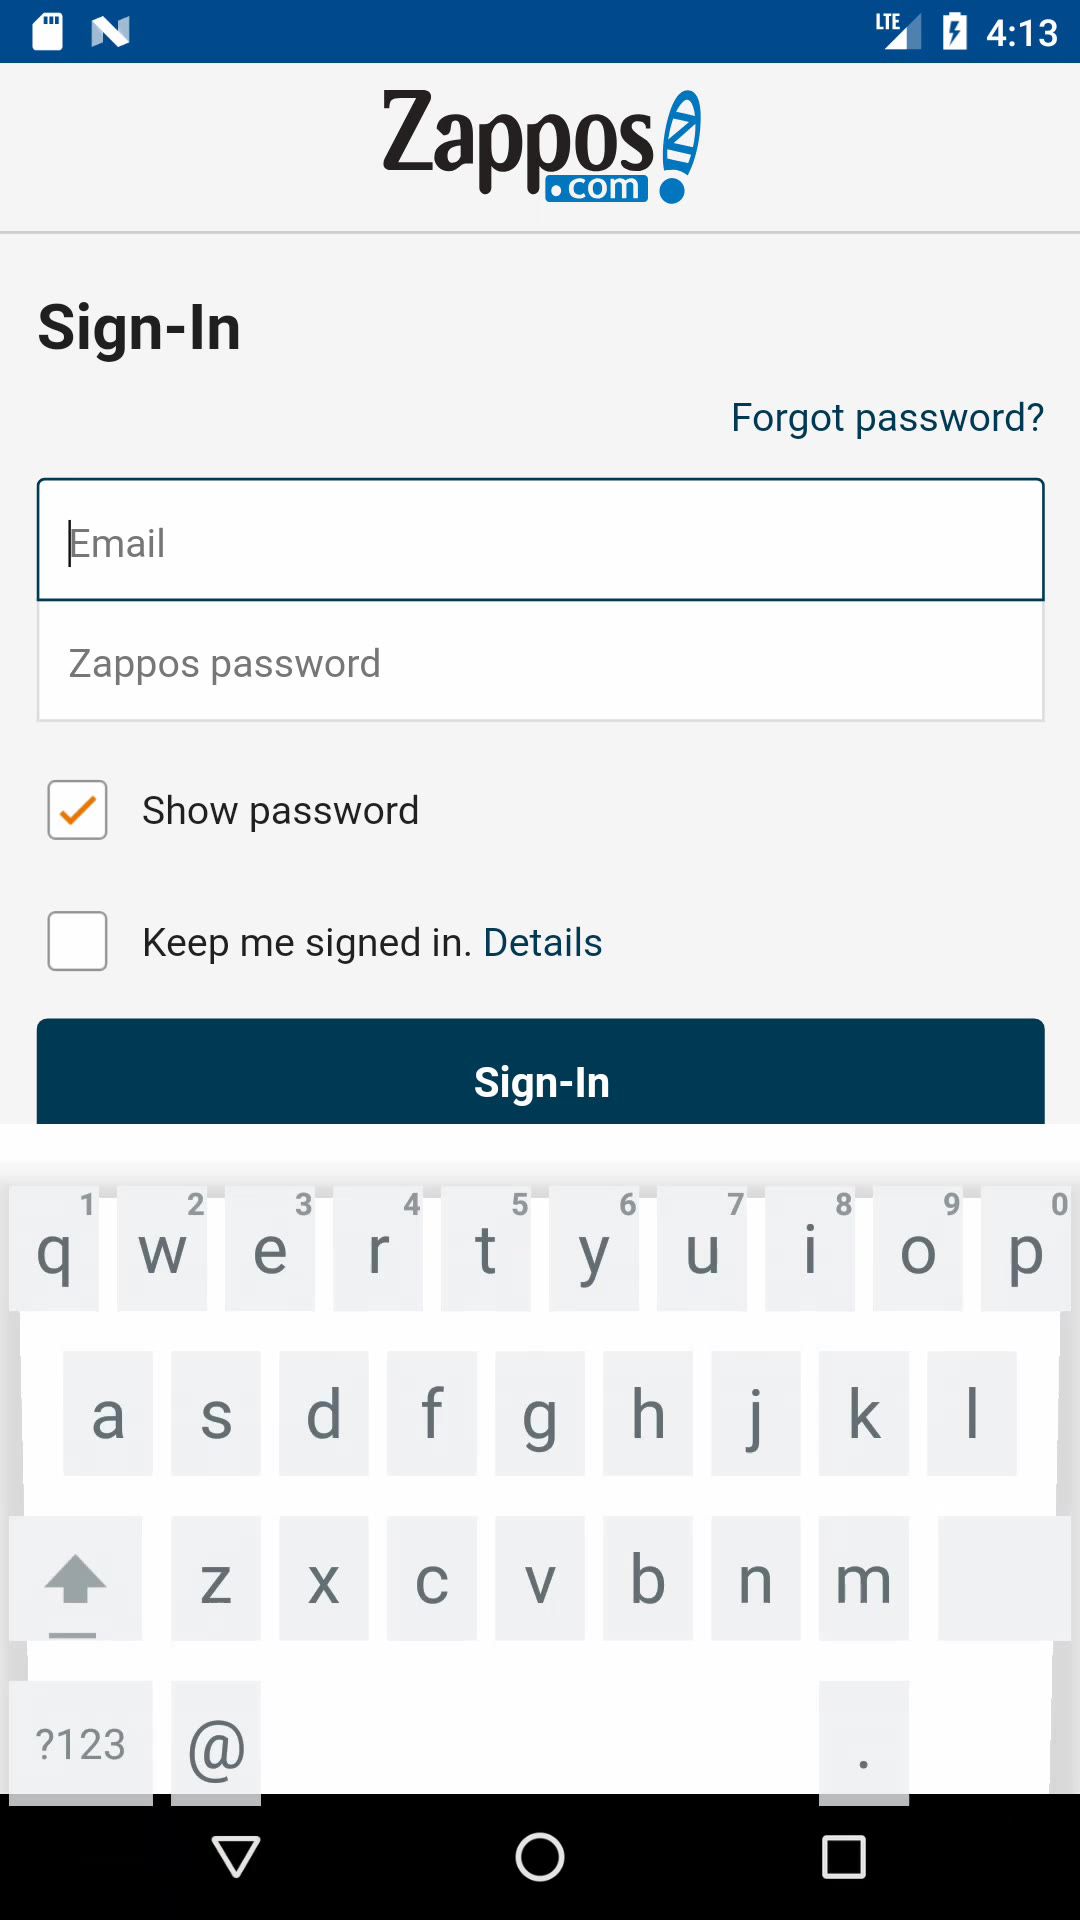 LTE 4:13
Zappos
.com
Sign-In
Forgot password?
Email
Zappos password
Show password
Keep me signed in. Details
Sign-In
1 2 3 4 5 6 7 8 9 0
q w e r t y u i o p
a s d f g h j k l
z x c v b n m
?123 @ .